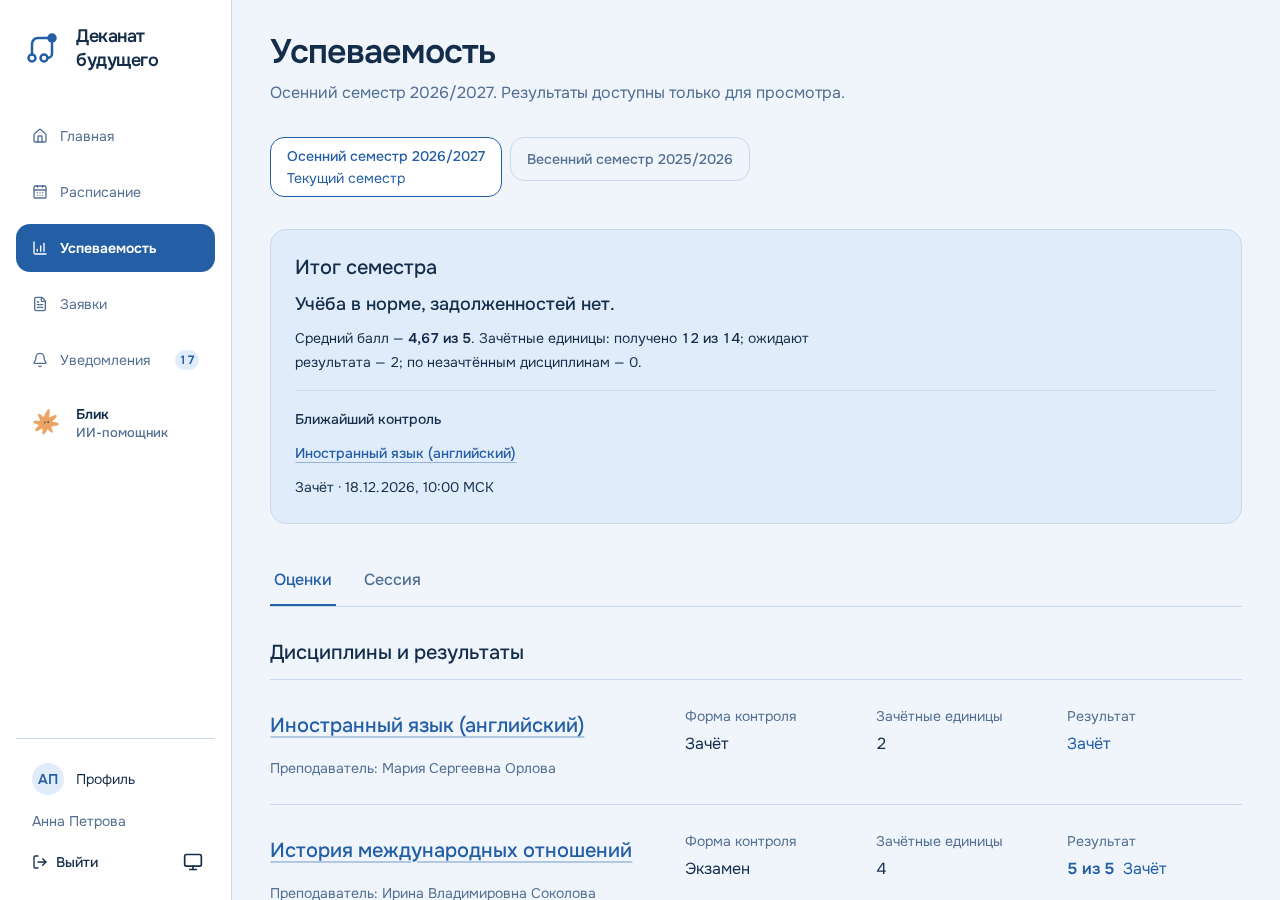 Деканат
будущего
Главная
Расписание
Успеваемость
Заявки
Уведомления 17
Блик
ИИ-помощник
АП Профиль
Анна Петрова
Выйти
Успеваемость
Осенний семестр 2026/2027. Результаты доступны только для просмотра.
Осенний семестр 2026/2027
Текущий семестр
Весенний семестр 2025/2026
Итог семестра
Учёба в норме, задолженностей нет.
Средний балл — 4,67 из 5. Зачётные единицы: получено 12 из 14; ожидают
результата — 2; по незачтённым дисциплинам — 0.
Ближайший контроль
Иностранный язык (английский)
Зачёт · 18.12.2026, 10:00 МСК
Оценки Сессия
Дисциплины и результаты
Иностранный язык (английский)
Преподаватель: Мария Сергеевна Орлова
Форма контроля
Зачёт
Зачётные единицы
2
Результат
Зачёт
История международных отношений
Преподаватель: Ирина Владимировна Соколова
Форма контроля
Экзамен
Зачётные единицы
4
Результат
5 из 5 Зачёт